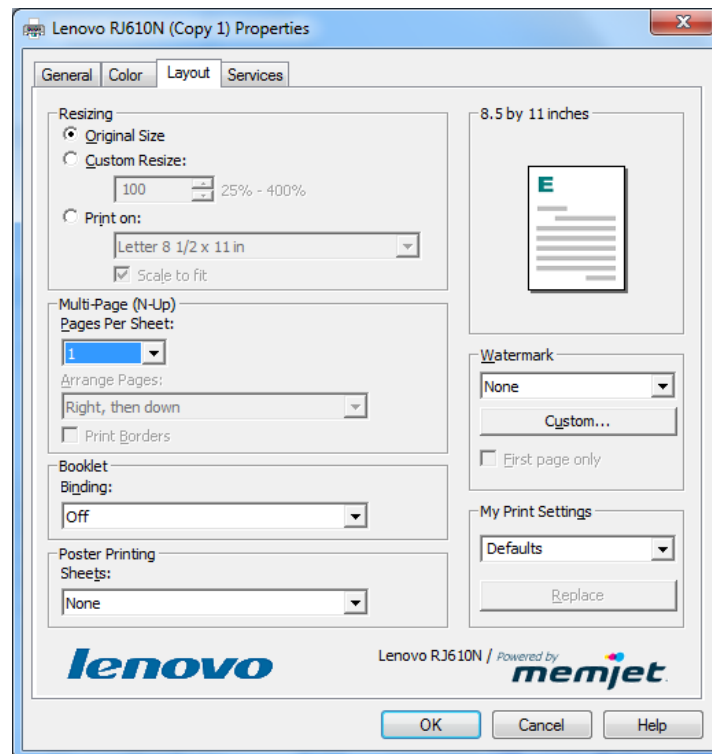 Lenovo RJ610N (Copy 1) Properties
General
Color
Layout
Services
Resizing
Original Size
Custom Resize:
100
25% - 400%
Print on:
Letter 8 1/2 x 11 in
Scale to fit
Multi-Page (N-Up)
Pages Per Sheet:
1
Arrange Pages:
Right, then down
Print Borders
Booklet
Binding:
Off
Poster Printing
Sheets:
None
8.5 by 11 inches
E
Watermark
None
Custom...
First page only
My Print Settings
Defaults
Replace
lenovo
Lenovo RJ610N / Powered by
memjet.
OK
Cancel
Help